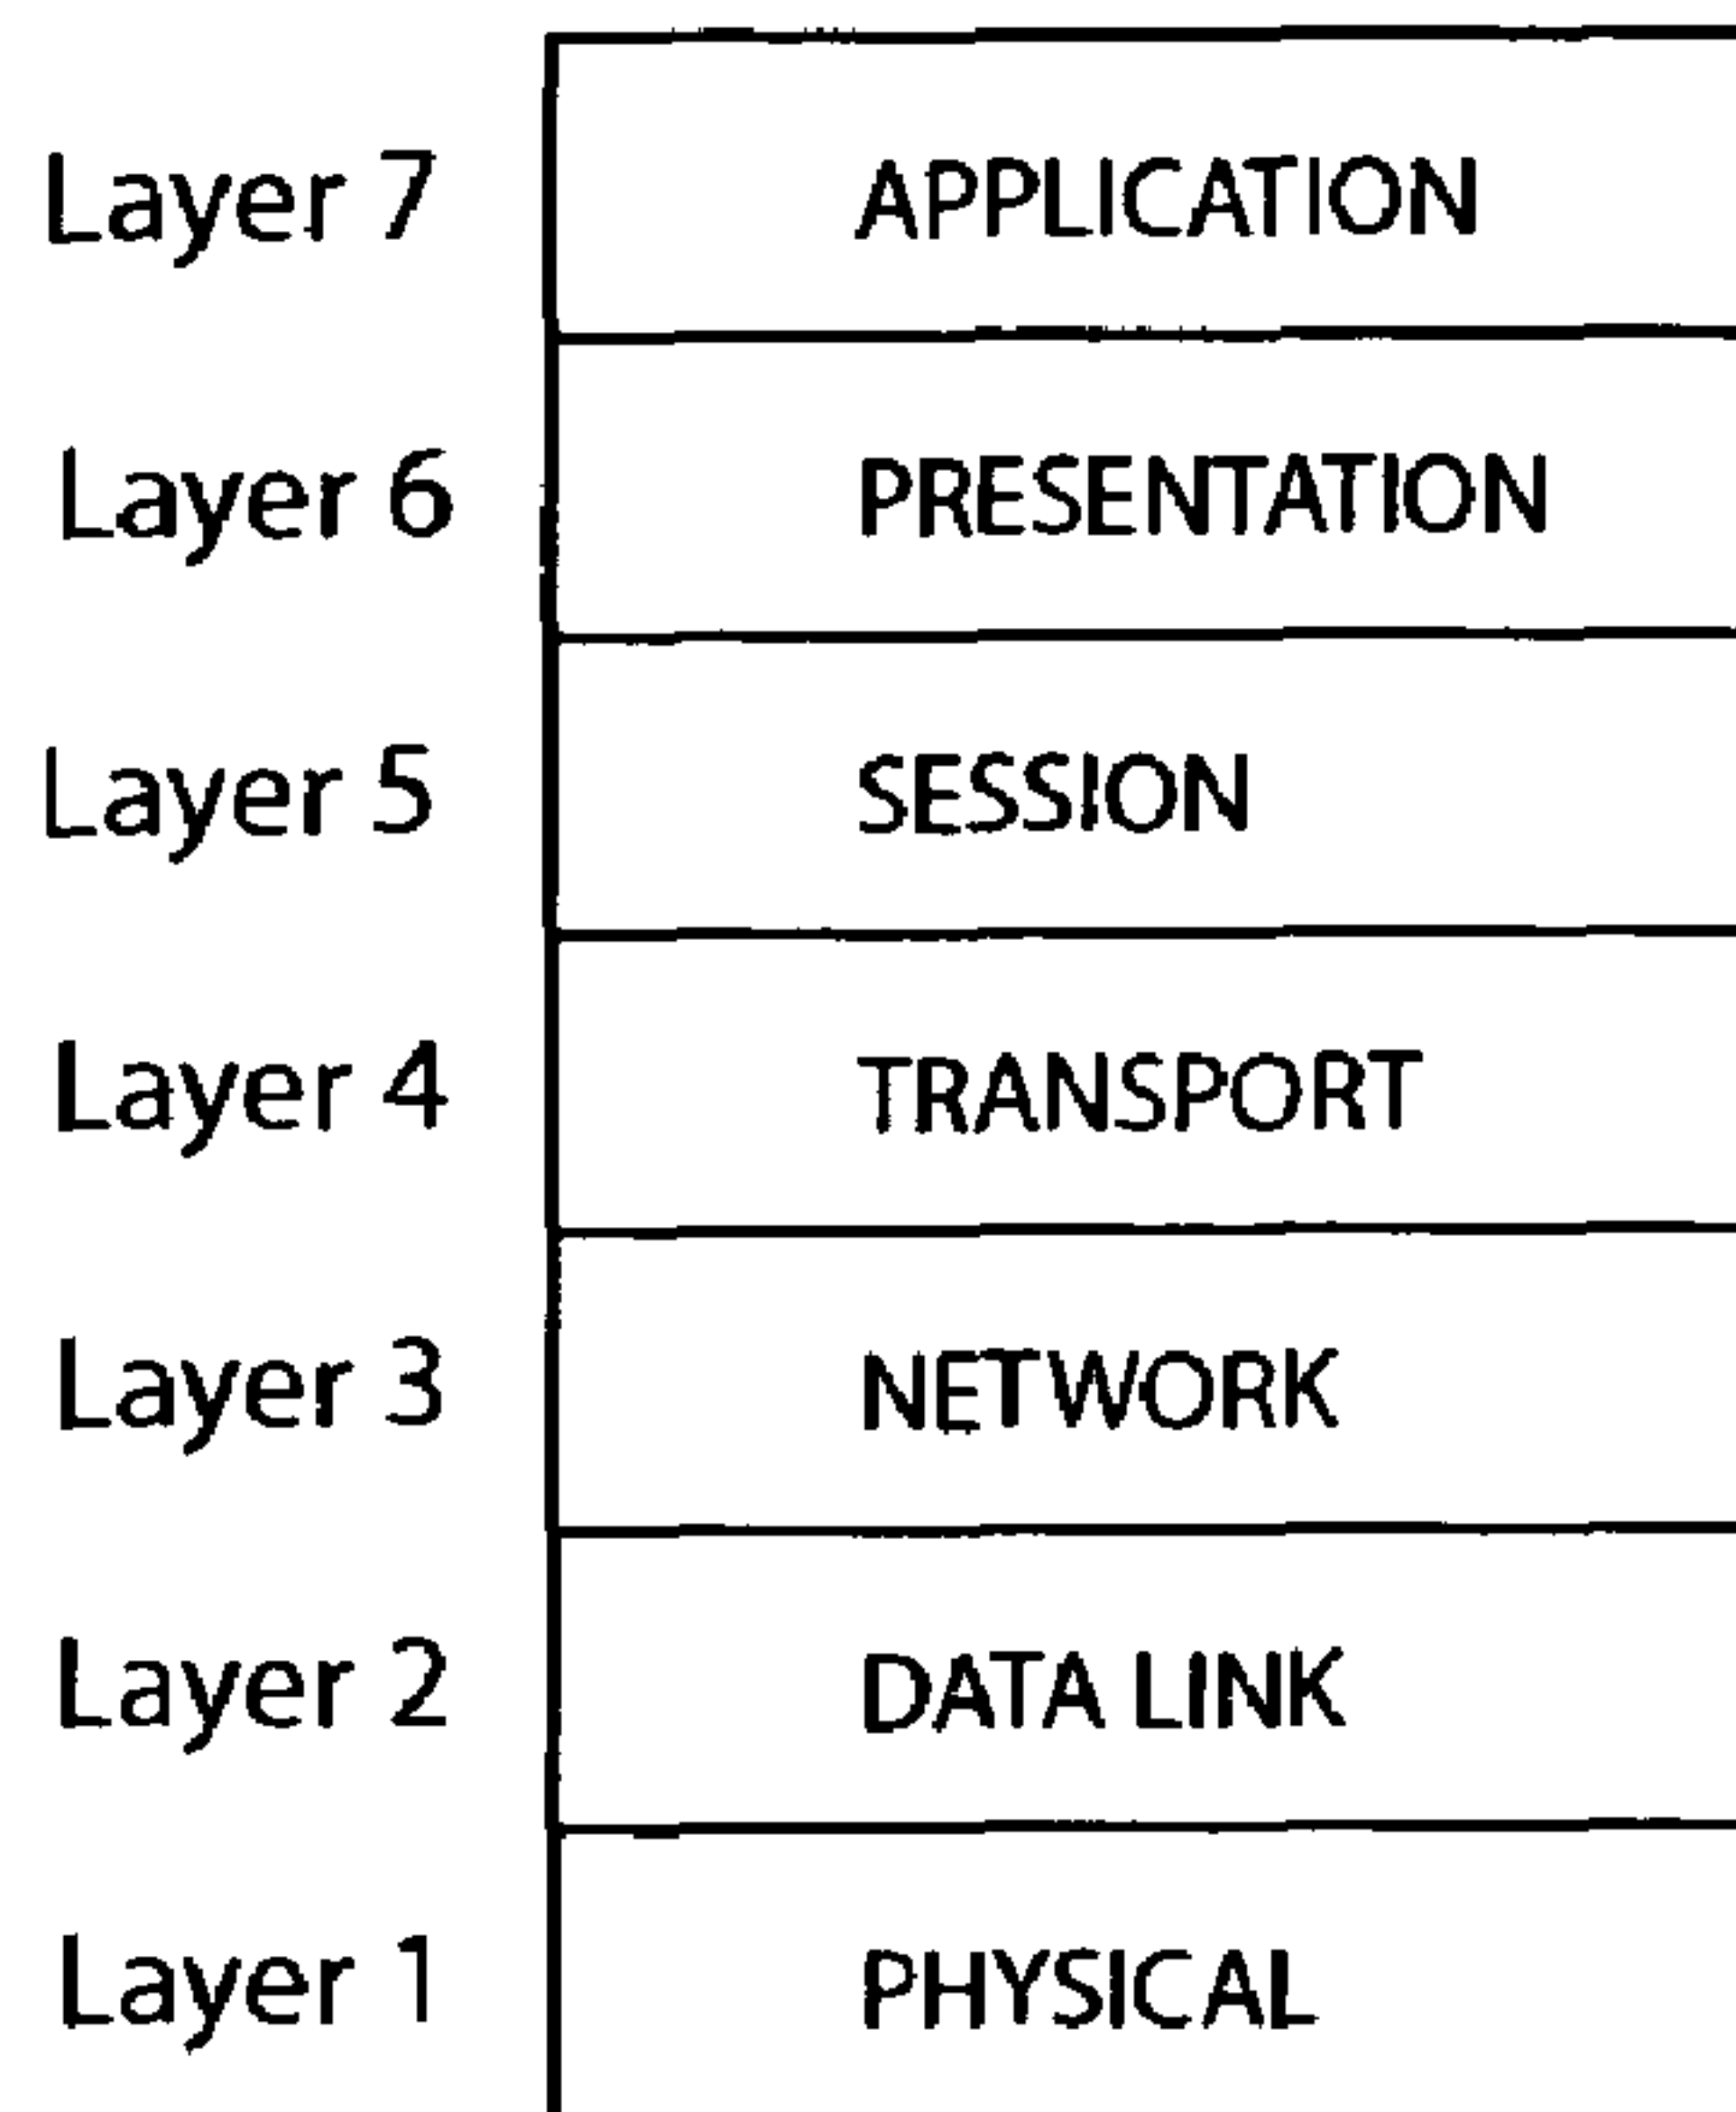 Layer 7 APPLICATION
Layer 6 PRESENTATION
Layer 5 SESSION
Layer 4 TRANSPORT
Layer 3 NETWORK
Layer 2 DATA LINK
Layer 1 PHYSICAL